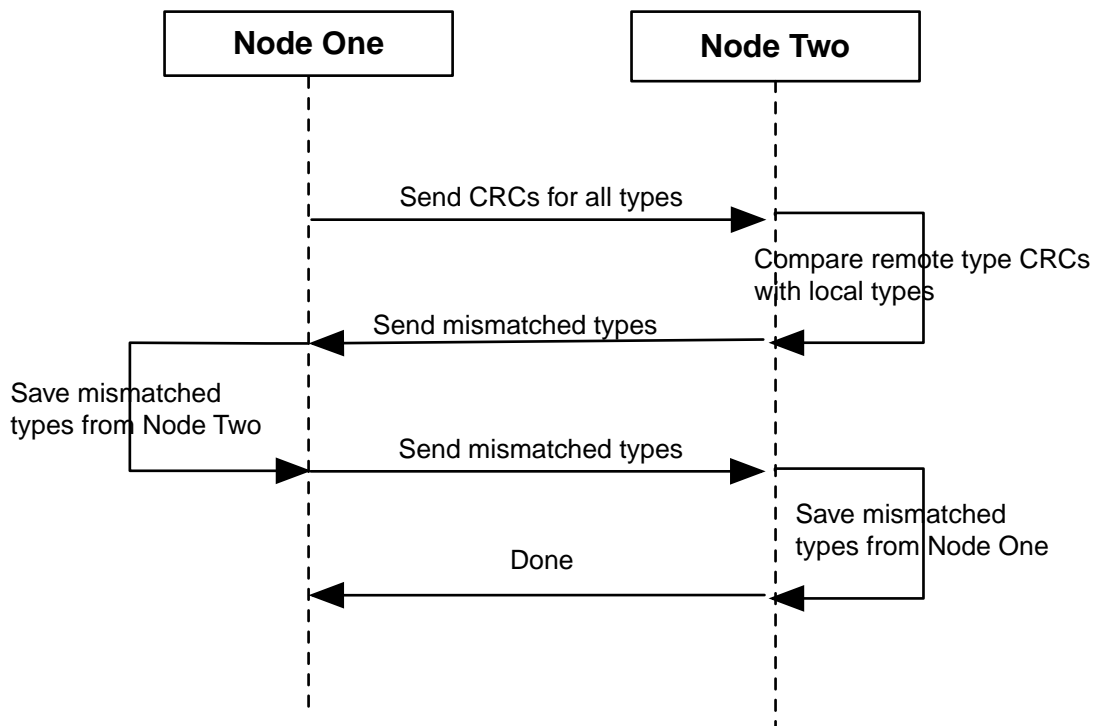 Node One
Node Two
Send CRCs for all types
Compare remote type CRCs
with local types
Send mismatched types
Save mismatched
types from Node Two
Send mismatched types
Save mismatched
types from Node One
Done